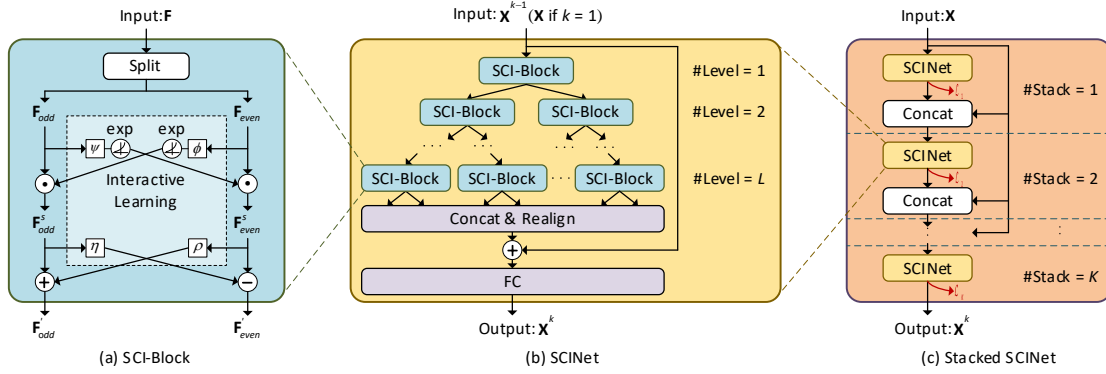 Input: F
Split
F_odd
F_even
exp
exp
ψ
ϕ
Interactive
Learning
F^s_odd
F^s_even
η
ρ
F'_odd
F'_even
(a) SCI-Block
Input: X^{k-1} (X if k = 1)
SCI-Block
#Level = 1
SCI-Block
SCI-Block
#Level = 2
SCI-Block
SCI-Block
SCI-Block
#Level = L
Concat & Realign
FC
Output: X^k
(b) SCINet
Input: X
SCINet
#Stack = 1
Concat
SCINet
#Stack = 2
Concat
SCINet
#Stack = K
Output: X^k
(c) Stacked SCINet